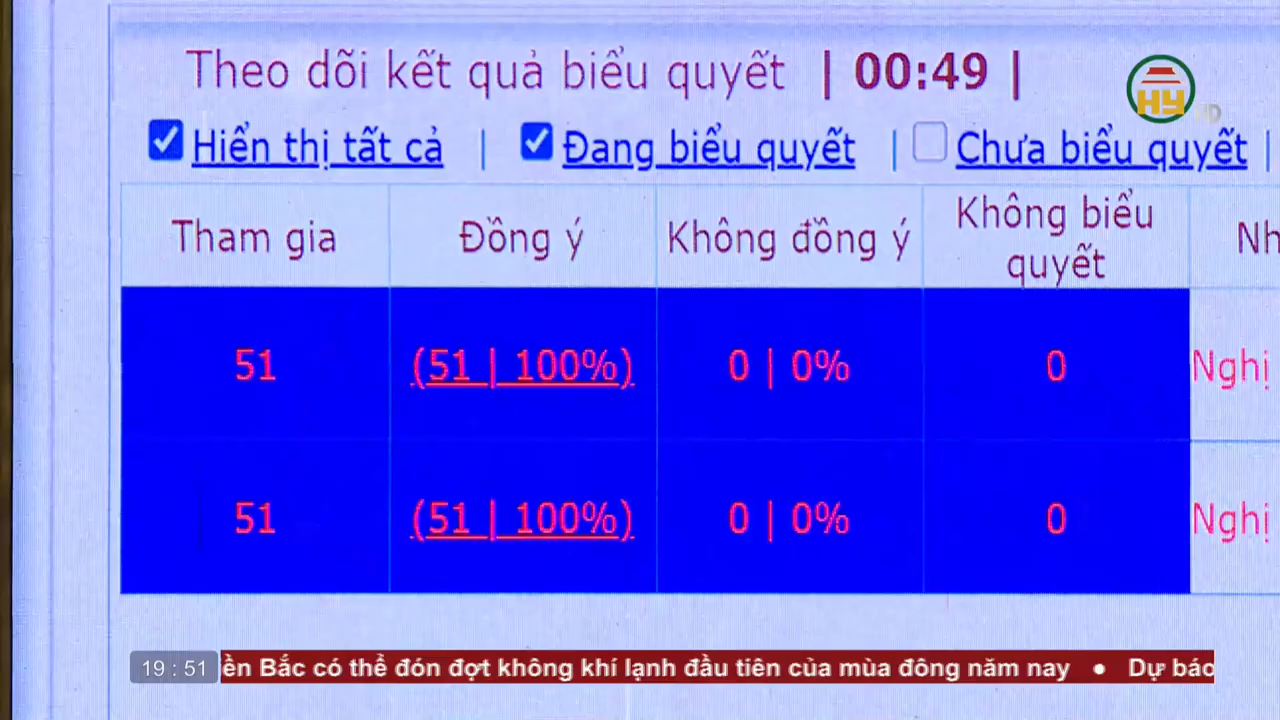 Theo dõi kết quả biểu quyết | 00:49 |
HY HD
Hiển thị tất cả | Đang biểu quyết | Chưa biểu quyết |
Tham gia Đồng ý Không đồng ý Không biểu quyết Nh
51 (51 | 100%) 0 | 0% 0 Nghị
51 (51 | 100%) 0 | 0% 0 Nghị
19 : 51 ền Bắc có thể đón đợt không khí lạnh đầu tiên của mùa đông năm nay • Dự báo